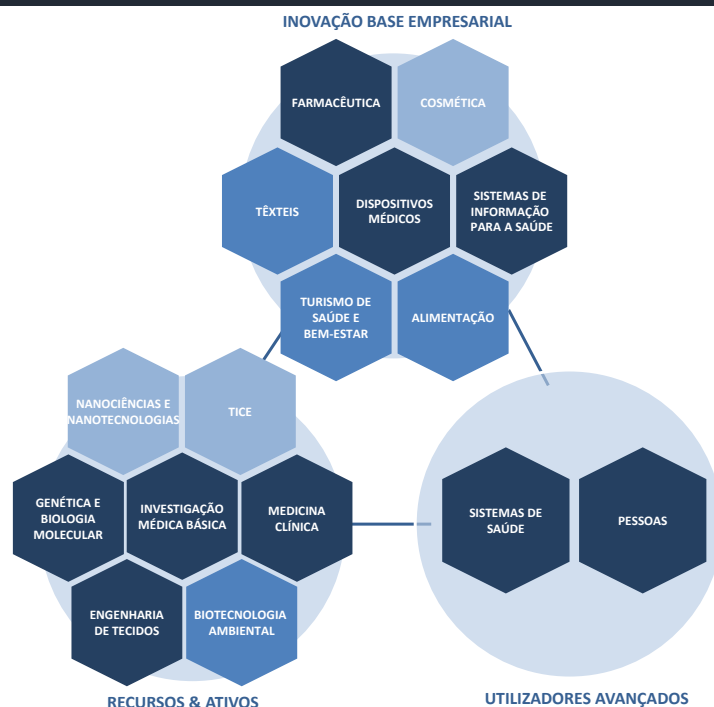 INOVAÇÃO BASE EMPRESARIAL
FARMACÊUTICA
COSMÉTICA
TÊXTEIS
DISPOSITIVOS
MÉDICOS
SISTEMAS DE
INFORMAÇÃO
PARA A SAÚDE
TURISMO DE
SAÚDE E
BEM-ESTAR
ALIMENTAÇÃO
NANOCIÊNCIAS E
NANOTECNOLOGIAS
TICE
GENÉTICA E
BIOLOGIA
MOLECULAR
INVESTIGAÇÃO
MÉDICA BÁSICA
MEDICINA
CLÍNICA
ENGENHARIA
DE TECIDOS
BIOTECNOLOGIA
AMBIENTAL
RECURSOS & ATIVOS
SISTEMAS DE
SAÚDE
PESSOAS
UTILIZADORES AVANÇADOS